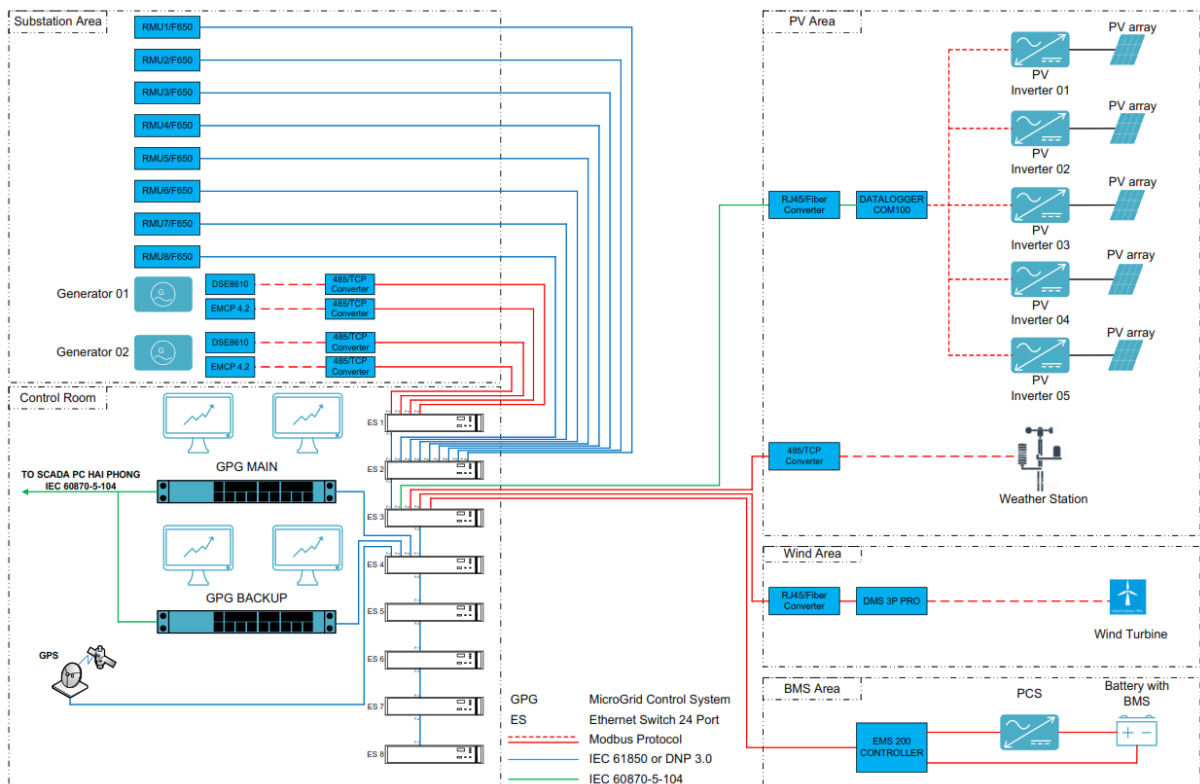 Substation Area
RMU1/F650
RMU2/F650
RMU3/F650
RMU4/F650
RMU5/F650
RMU6/F650
RMU7/F650
RMU8/F650
Generator 01
DSE8610
485/TCP
Converter
EMCP 4.2
485/TCP
Converter
Generator 02
DSE8610
485/TCP
Converter
EMCP 4.2
485/TCP
Converter
Control Room
GPG MAIN
TO SCADA PC HAI PHONG
IEC 60870-5-104
GPG BACKUP
GPS
ES 1
ES 2
ES 3
ES 4
ES 5
ES 6
ES 7
ES 8
GPG MicroGrid Control System
ES Ethernet Switch 24 Port
Modbus Protocol
IEC 61850 or DNP 3.0
IEC 60870-5-104
PV Area
RJ45/Fiber
Converter
DATALOGGER
COM100
PV
Inverter 01
PV array
PV
Inverter 02
PV array
PV
Inverter 03
PV array
PV
Inverter 04
PV array
PV
Inverter 05
PV array
485/TCP
Converter
Weather Station
Wind Area
RJ45/Fiber
Converter
DMS 3P PRO
Wind Turbine
BMS Area
EMS 200
CONTROLLER
PCS
Battery with
BMS